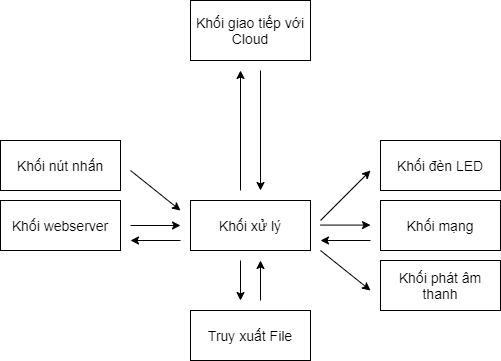 Khối giao tiếp với
Cloud
Khối nút nhấn
Khối đèn LED
Khối webserver
Khối xử lý
Khối mạng
Khối phát âm
thanh
Truy xuất File